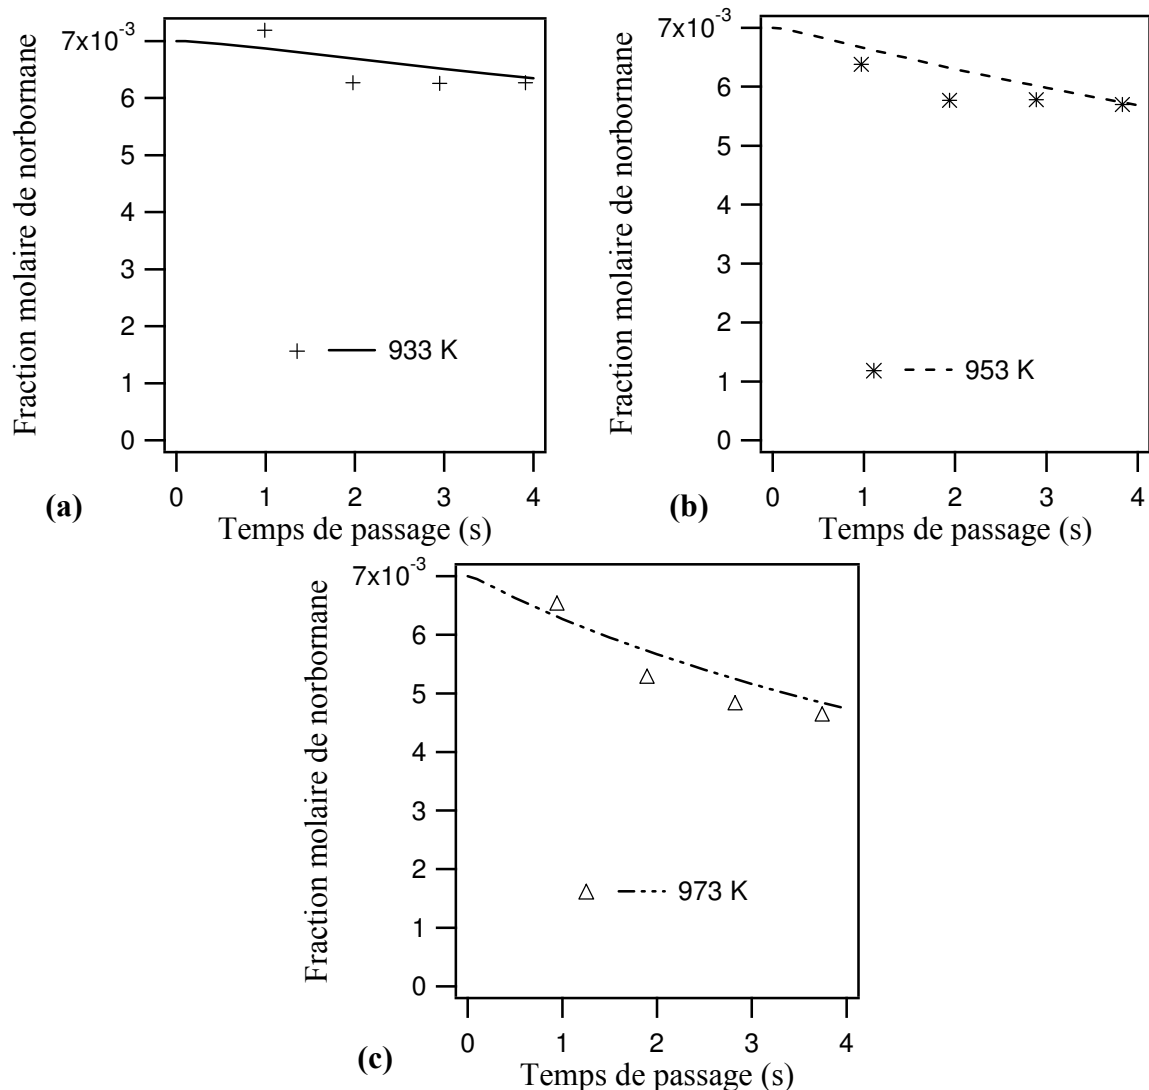 Fraction molaire de norbornane
7x10⁻³
6
5
4
3
2
1
0
933 K
0 1 2 3 4
Temps de passage (s)
(a)
Fraction molaire de norbornane
7x10⁻³
6
5
4
3
2
1
0
953 K
0 1 2 3 4
Temps de passage (s)
(b)
Fraction molaire de norbornane
7x10⁻³
6
5
4
3
2
1
0
973 K
0 1 2 3 4
Temps de passage (s)
(c)